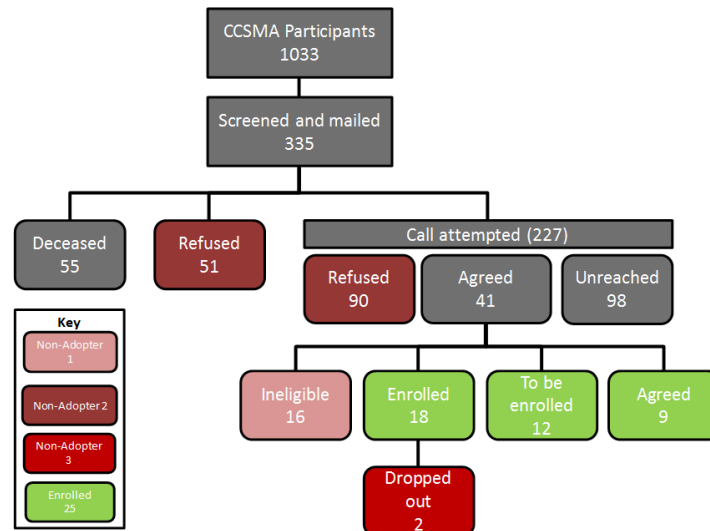 CCSMA Participants
1033
Screened and mailed
335
Deceased
55
Refused
51
Call attempted (227)
Refused
90
Agreed
41
Unreached
98
Key
Non-Adopter
1
Non-Adopter 2
Non-Adopter
3
Enrolled
25
Ineligible
16
Enrolled
18
To be
enrolled
12
Agreed
9
Dropped
out
2